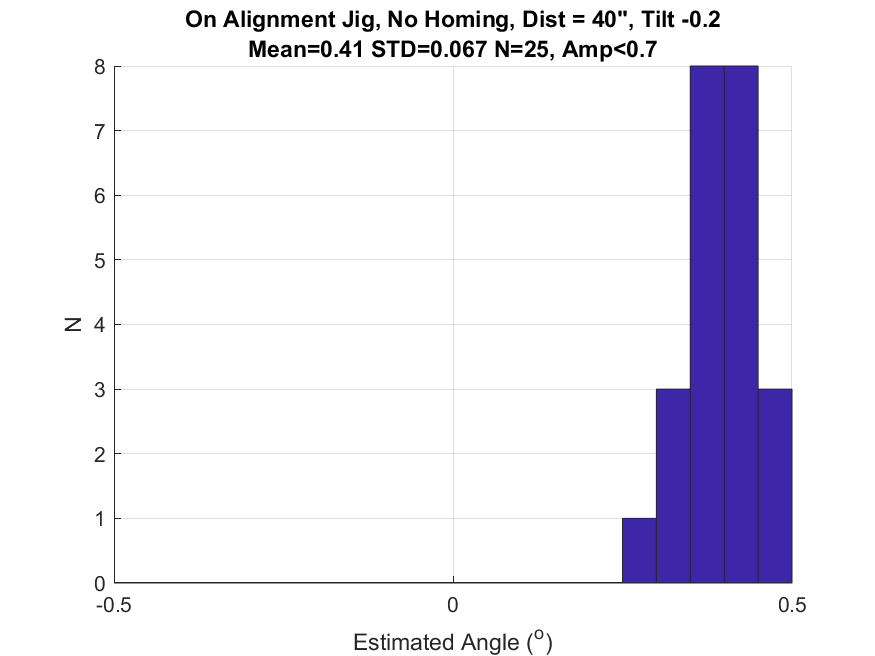 On Alignment Jig, No Homing, Dist = 40", Tilt -0.2
Mean=0.41 STD=0.067 N=25, Amp<0.7
8
7
6
5
4
3
2
1
0
N
-0.5 0 0.5
Estimated Angle (o)